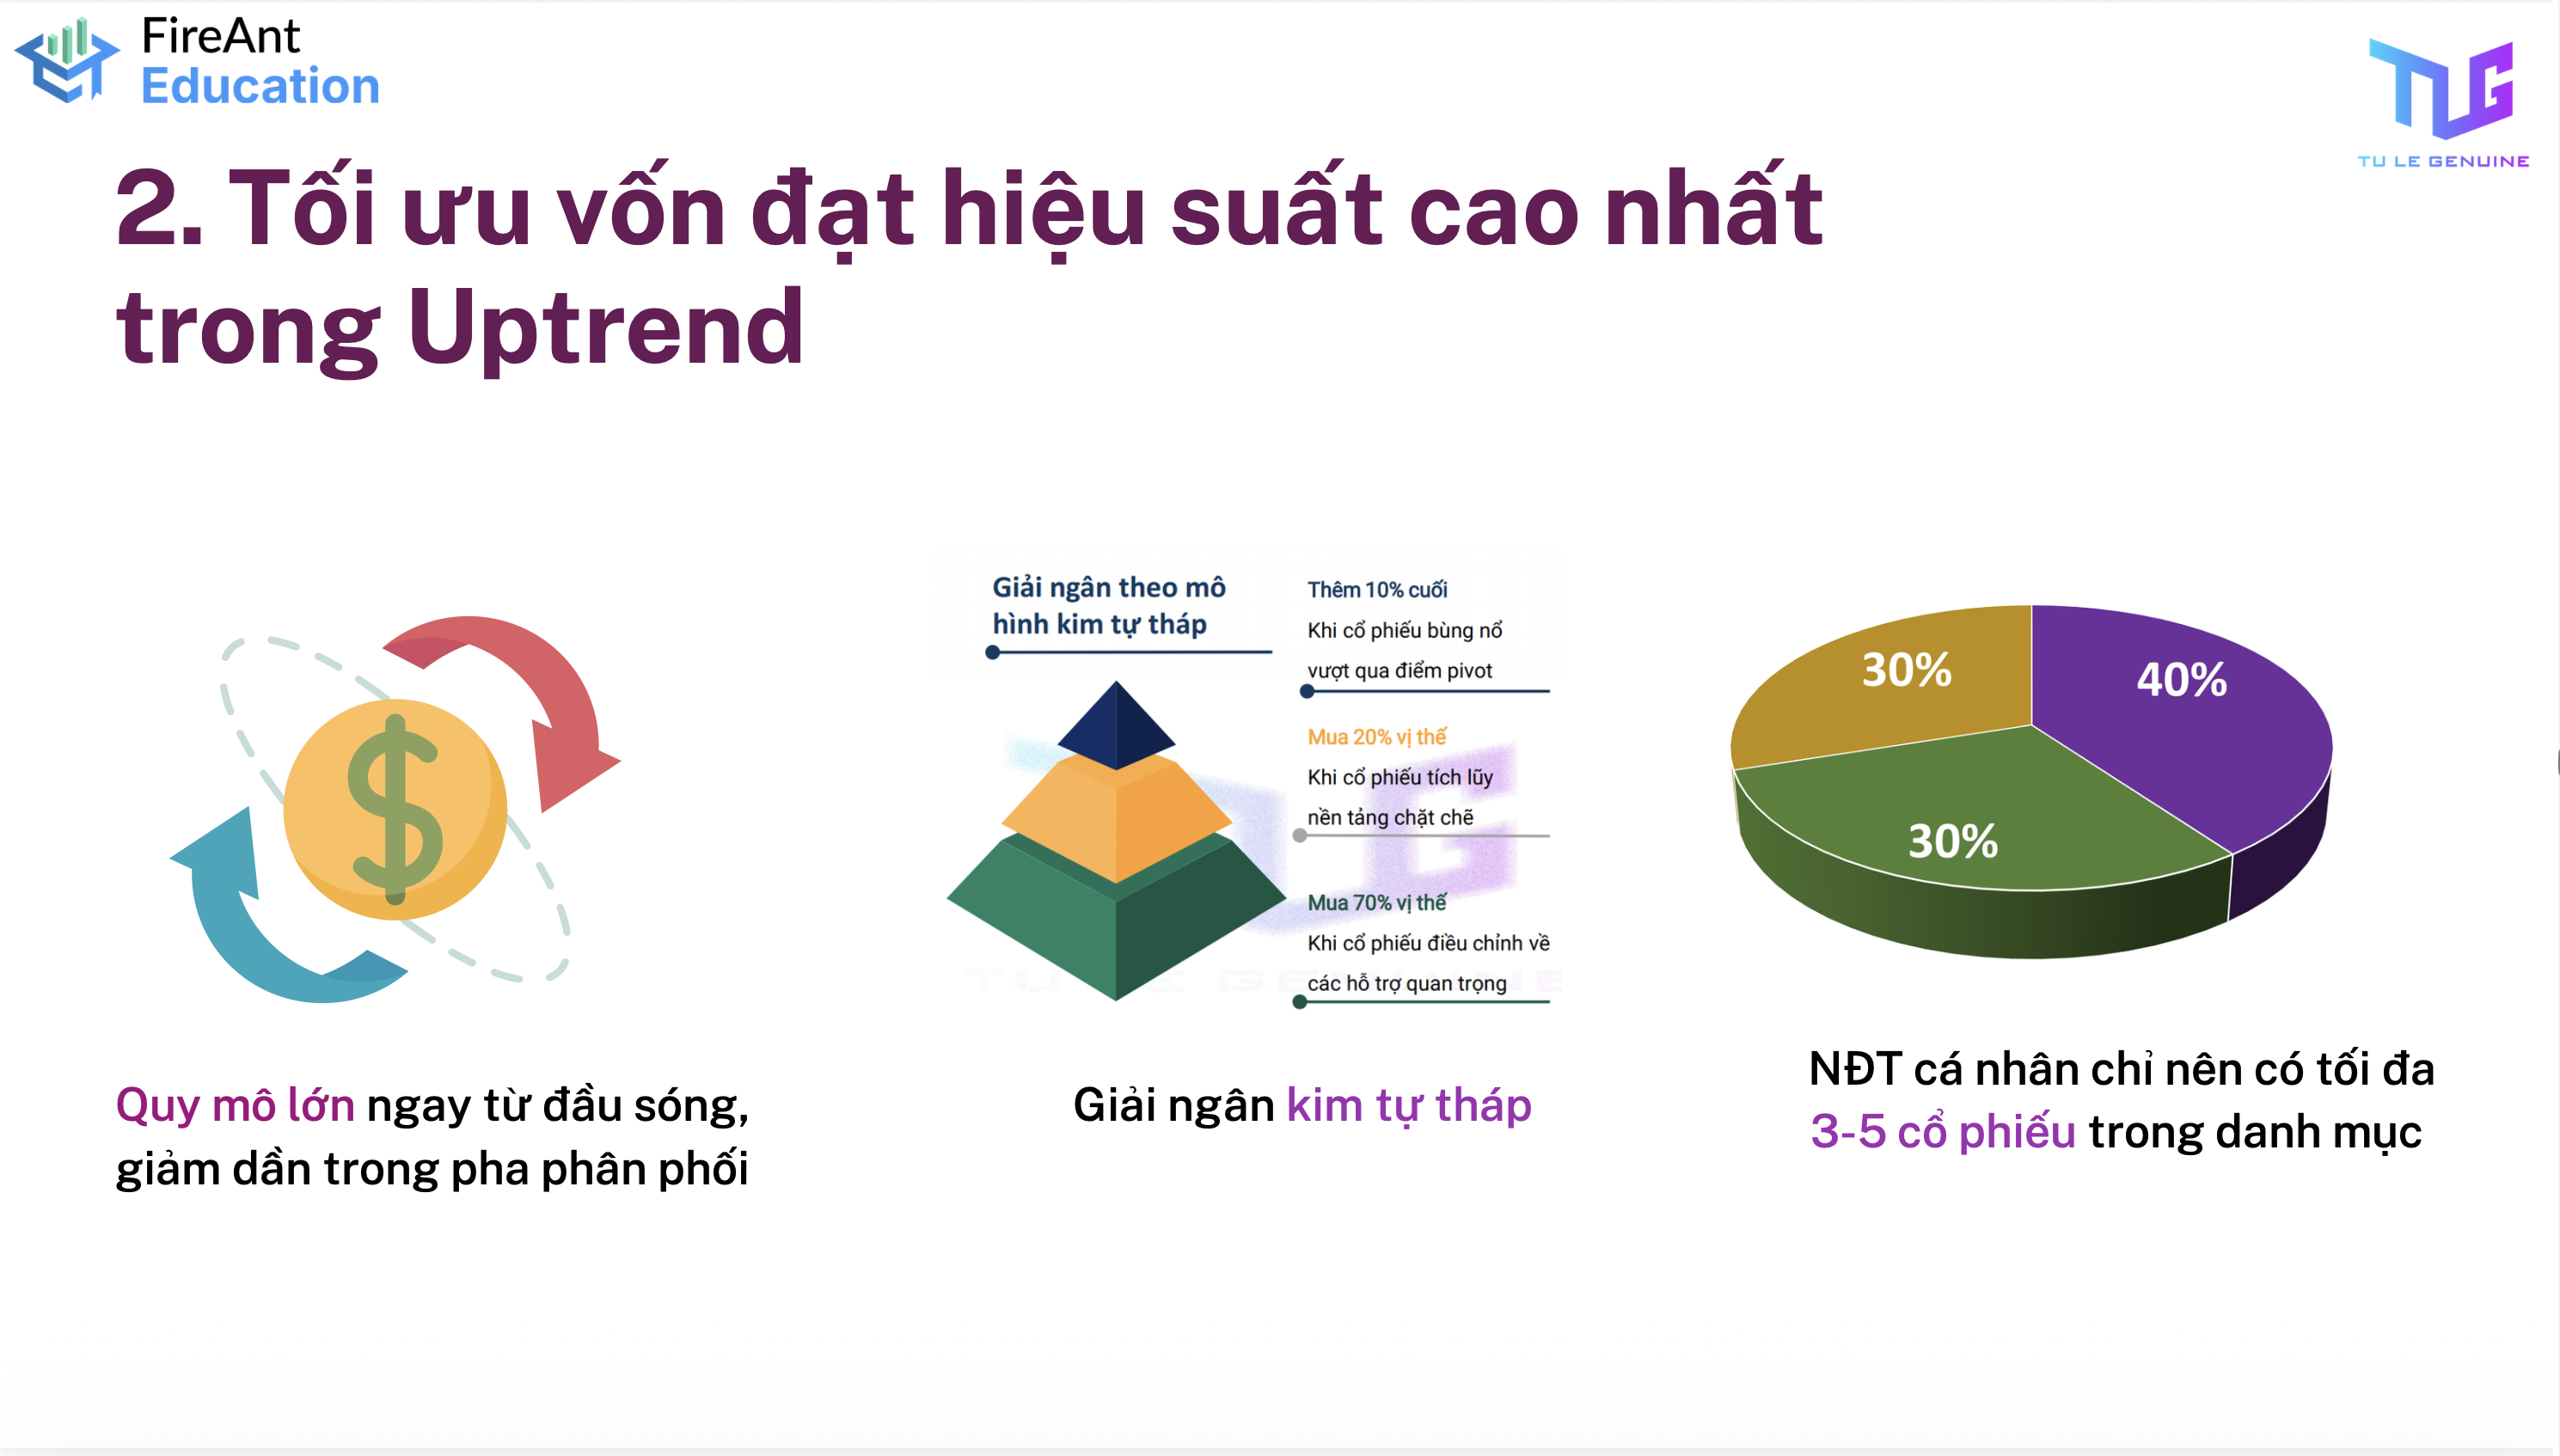 FireAnt
Education
TLG
TU LE GENUINE
2. Tối ưu vốn đạt hiệu suất cao nhất
trong Uptrend
Quy mô lớn ngay từ đầu sóng,
giảm dần trong pha phân phối
Giải ngân theo mô
hình kim tự tháp
Thêm 10% cuối
Khi cổ phiếu bùng nổ
vượt qua điểm pivot
Mua 20% vị thế
Khi cổ phiếu tích lũy
nền tảng chặt chẽ
Mua 70% vị thế
Khi cổ phiếu điều chỉnh về
các hỗ trợ quan trọng
Giải ngân kim tự tháp
30%
40%
30%
NĐT cá nhân chỉ nên có tối đa
3-5 cổ phiếu trong danh mục